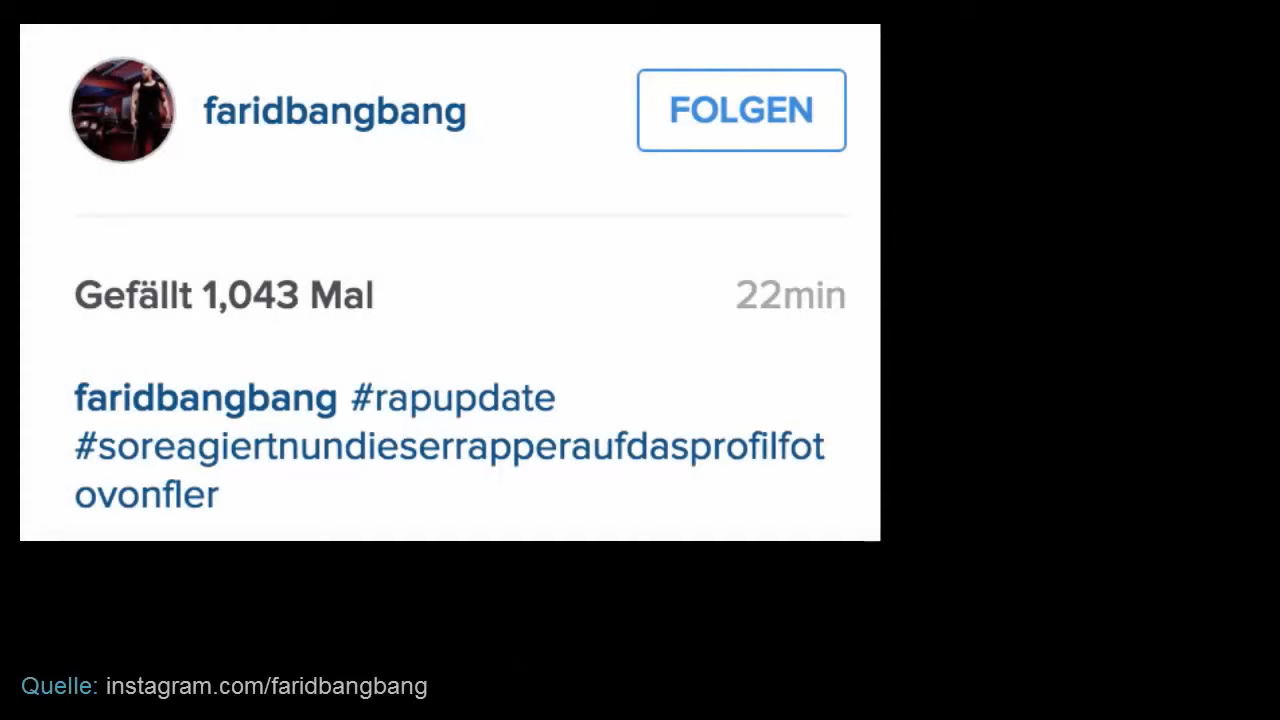 faridbangbang
FOLGEN
Gefällt 1,043 Mal
22min
faridbangbang #rapupdate
#soreagiertnundieserrapperaufdasprofilfot
ovonfler
Quelle: instagram.com/faridbangbang